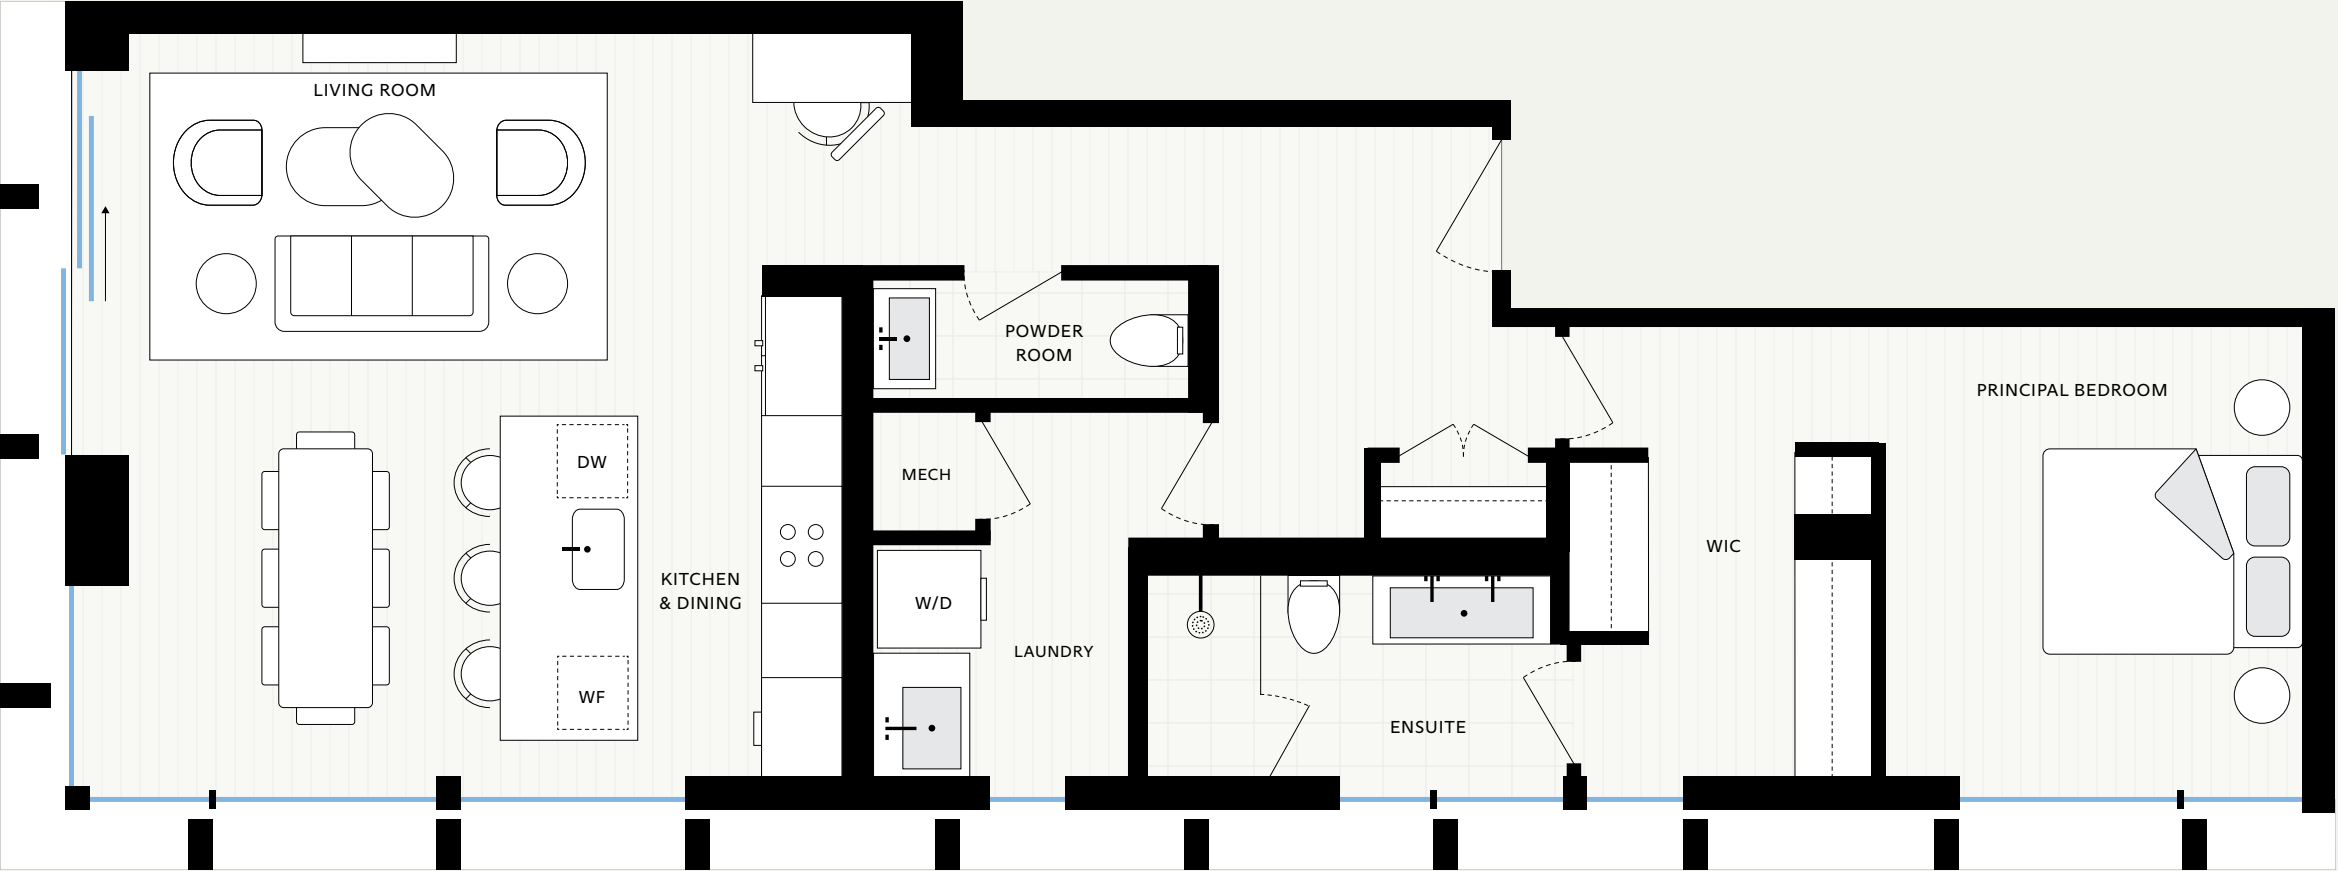 LIVING ROOM
POWDER
ROOM
PRINCIPAL BEDROOM
DW
MECH
WIC
KITCHEN
& DINING
W/D
LAUNDRY
WF
ENSUITE